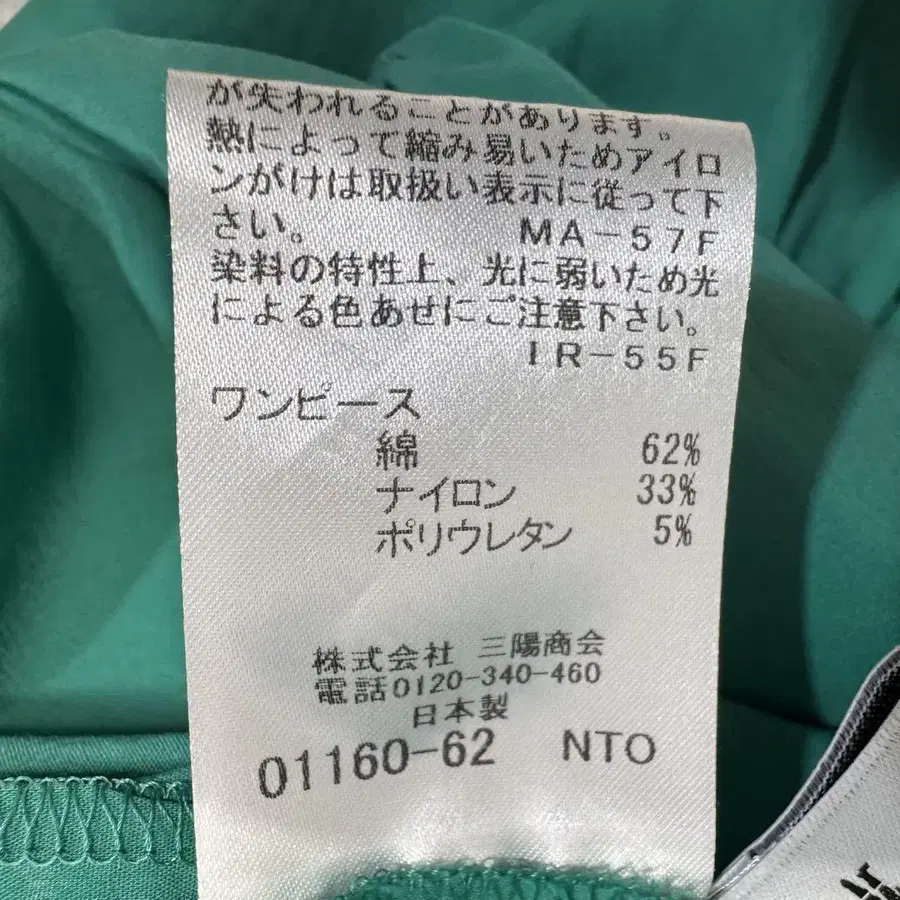 が失われることがあります。
熱によって縮み易いためアイロ
ンがけは取扱い表示に従って下
さい。 MA-57F
染料の特性上、光に弱いため光
による色あせにご注意下さい。
IR-55F
ワンピース
綿 62%
ナイロン 33%
ポリウレタン 5%
株式会社 三陽商会
電話0120-340-460
日本製
01160-62 NTO